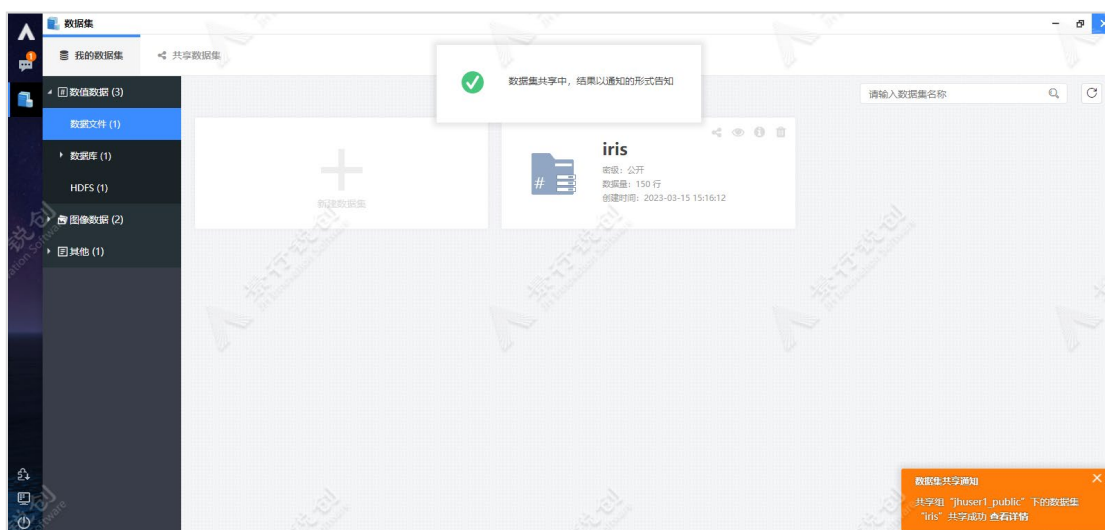 数据集
1
我的数据集
共享数据集
数据集共享中，结果以通知的形式告知
数值数据 (3)
数据文件 (1)
数据库 (1)
HDFS (1)
图像数据 (2)
其他 (1)
请输入数据集名称
新建数据集
#
iris
密级：公开
数据量：150 行
创建时间：2023-03-15 15:16:12
数据集共享通知
共享组 "jhuser1_public" 下的数据集
"iris" 共享成功 查看详情